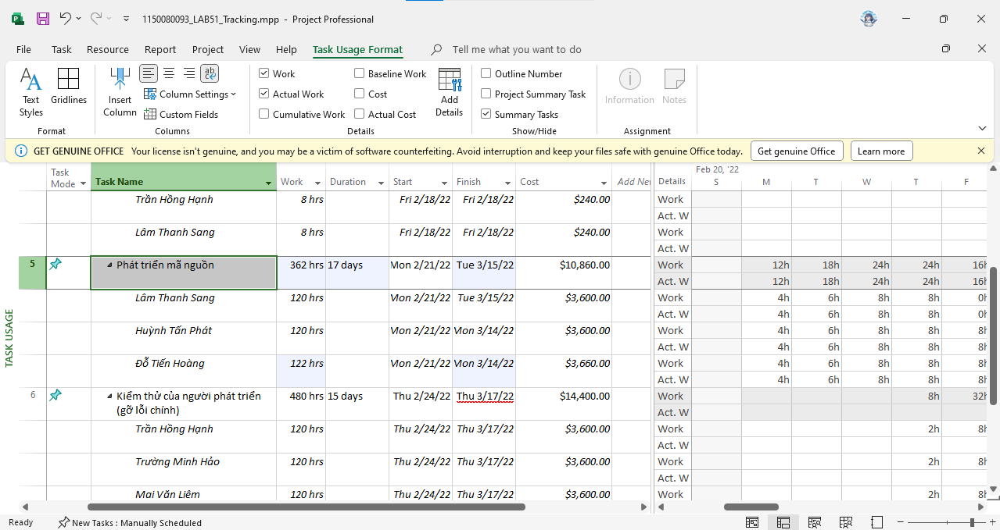 1150080093_LAB51_Tracking.mpp - Project Professional
File Task Resource Report Project View Help Task Usage Format Tell me what you want to do
Text Styles
Gridlines
Format
Insert Column
ab
Column Settings
Custom Fields
Columns
Work
Actual Work
Cumulative Work
Baseline Work
Cost
Actual Cost
Details
Add Details
Outline Number
Project Summary Task
Summary Tasks
Show/Hide
Information Notes
Assignment
GET GENUINE OFFICE Your license isn't genuine, and you may be a victim of software counterfeiting. Avoid interruption and keep your files safe with genuine Office today. Get genuine Office Learn more
Feb 20, '22
Task Mode Task Name Work Duration Start Finish Cost Add Nev Details S M T W T F
Trần Hồng Hạnh 8 hrs Fri 2/18/22 Fri 2/18/22 $240.00 Work
Act. W
Lâm Thanh Sang 8 hrs Fri 2/18/22 Fri 2/18/22 $240.00 Work
Act. W
5 Phát triển mã nguồn 362 hrs 17 days Mon 2/21/22 Tue 3/15/22 $10,860.00 Work 12h 18h 24h 24h 16h
Act. W 12h 18h 24h 24h 16h
Lâm Thanh Sang 120 hrs Mon 2/21/22 Tue 3/15/22 $3,600.00 Work 4h 6h 8h 8h 0h
Act. W 4h 6h 8h 8h 0h
Huỳnh Tấn Phát 120 hrs Mon 2/21/22 Mon 3/14/22 $3,600.00 Work 4h 6h 8h 8h 8h
Act. W 4h 6h 8h 8h 8h
Đỗ Tiến Hoàng 122 hrs Mon 2/21/22 Mon 3/14/22 $3,660.00 Work 4h 6h 8h 8h 8h
Act. W 4h 6h 8h 8h 8h
6 Kiểm thử của người phát triển 480 hrs 15 days Thu 2/24/22 Thu 3/17/22 $14,400.00 Work 8h 32h
(gỡ lỗi chính) Act. W
Trần Hồng Hạnh 120 hrs Thu 2/24/22 Thu 3/17/22 $3,600.00 Work 2h 8h
Act. W
Trường Minh Hảo 120 hrs Thu 2/24/22 Thu 3/17/22 $3,600.00 Work 2h 8h
Act. W
Mai Văn Liêm 120 hrs Thu 2/24/22 Thu 3/17/22 $3,600.00 Work 2h 8h
TASK USAGE
Ready New Tasks : Manually Scheduled